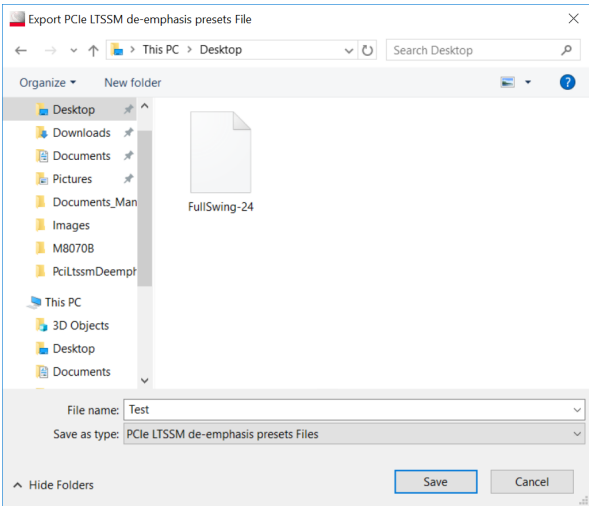 Export PCIe LTSSM de-emphasis presets File
This PC > Desktop
Search Desktop
Organize New folder
?
Desktop
Downloads
Documents
Pictures
Documents_Man
Images
M8070B
PciLtssmDeemph
This PC
3D Objects
Desktop
Documents
FullSwing-24
File name: Test
Save as type: PCIe LTSSM de-emphasis presets Files
Hide Folders
Save Cancel